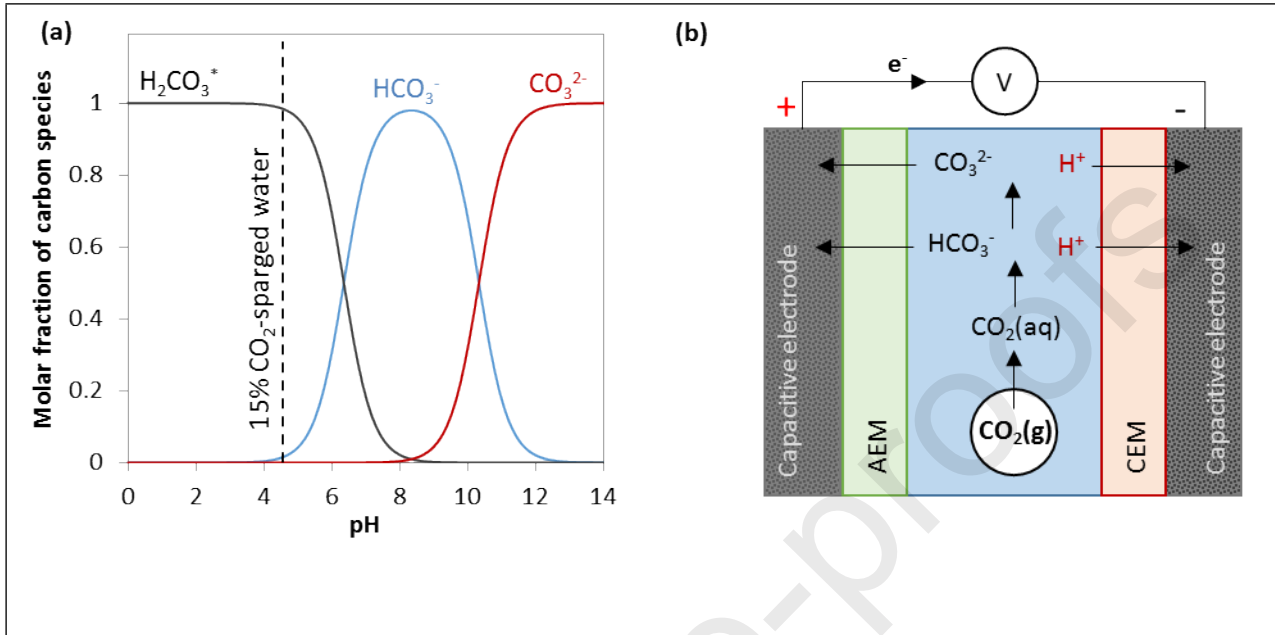 (a)
H₂CO₃*
HCO₃⁻
CO₃²⁻
Molar fraction of carbon species
1
0.8
0.6
0.4
0.2
0
15% CO₂-sparged water
0 2 4 6 8 10 12 14
pH
(b)
e⁻
V
+
-
CO₃²⁻ H⁺
HCO₃⁻ H⁺
CO₂(aq)
CO₂(g)
Capacitive electrode
AEM
CEM
Capacitive electrode
e-proofs